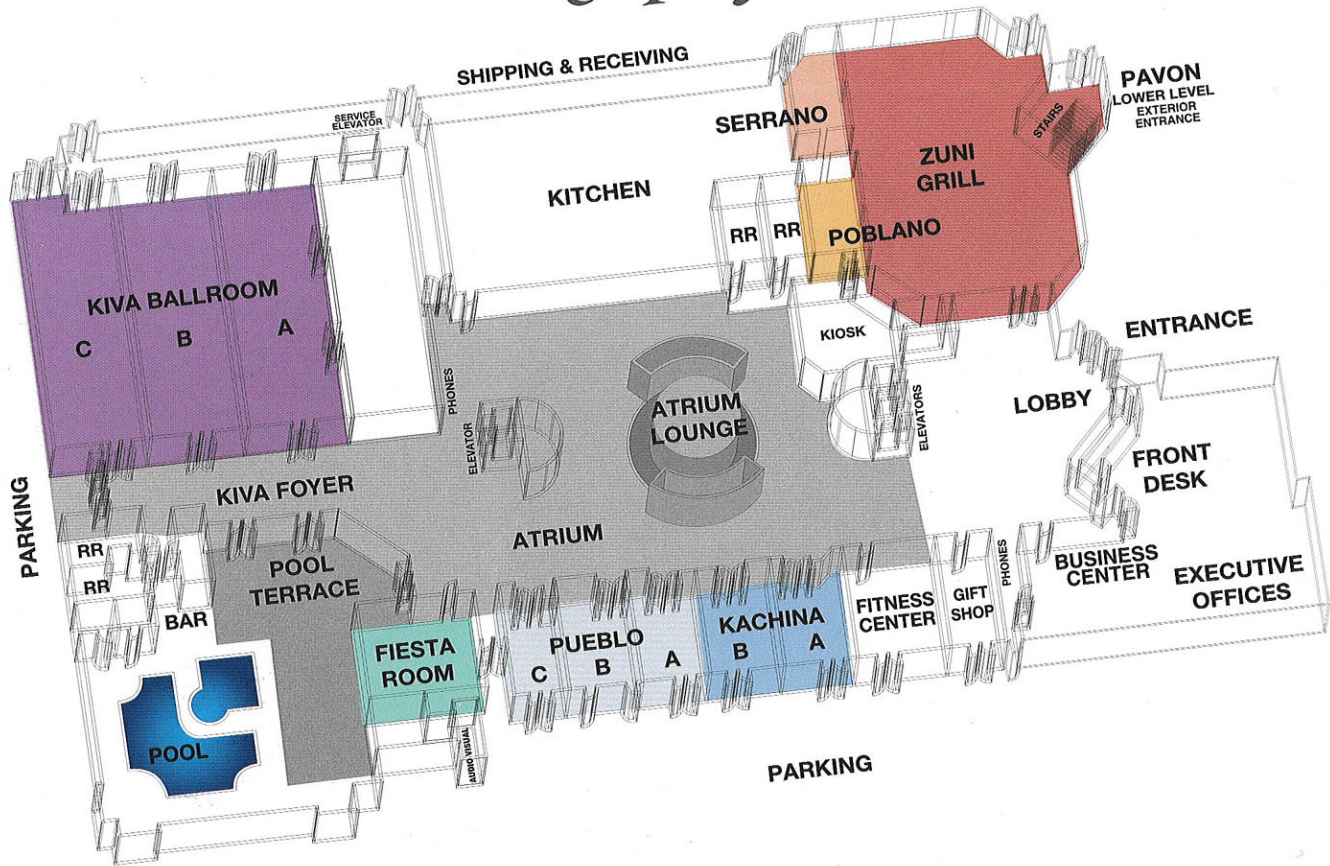 SHIPPING & RECEIVING
SERVICE
ELEVATOR
SERRANO
PAVON
LOWER LEVEL
EXTERIOR
ENTRANCE
STAIRS
ZUNI
GRILL
KITCHEN
RR
RR
POBLANO
KIVA BALLROOM
C
B
A
KIOSK
ENTRANCE
PHONES
ELEVATOR
ATRIUM
LOUNGE
ELEVATORS
LOBBY
FRONT
DESK
PARKING
KIVA FOYER
ATRIUM
RR
RR
POOL
TERRACE
BAR
FIESTA
ROOM
PUEBLO
C
B
A
KACHINA
B
A
FITNESS
CENTER
GIFT
SHOP
PHONES
BUSINESS
CENTER
EXECUTIVE
OFFICES
POOL
AUDIO VISUAL
PARKING